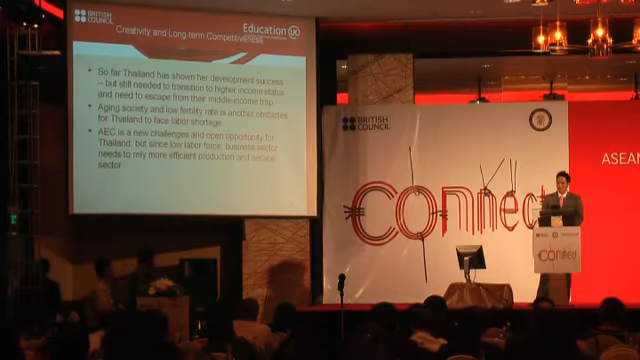 BRITISH
COUNCIL
Education UK
Creativity and Long-term Competitiveness
So far Thailand has shown her development success
– but still needed to transition to higher income status
and need to escape from their middle-income trap
Aging society and low fertility rate is another obstacles
for Thailand to face labor shortage
AEC is a new challenges and open opportunity for
Thailand, but since low labor force, business sector
needs to rely more efficient production and service
sector
BRITISH
COUNCIL
connect
ASEAN
connect